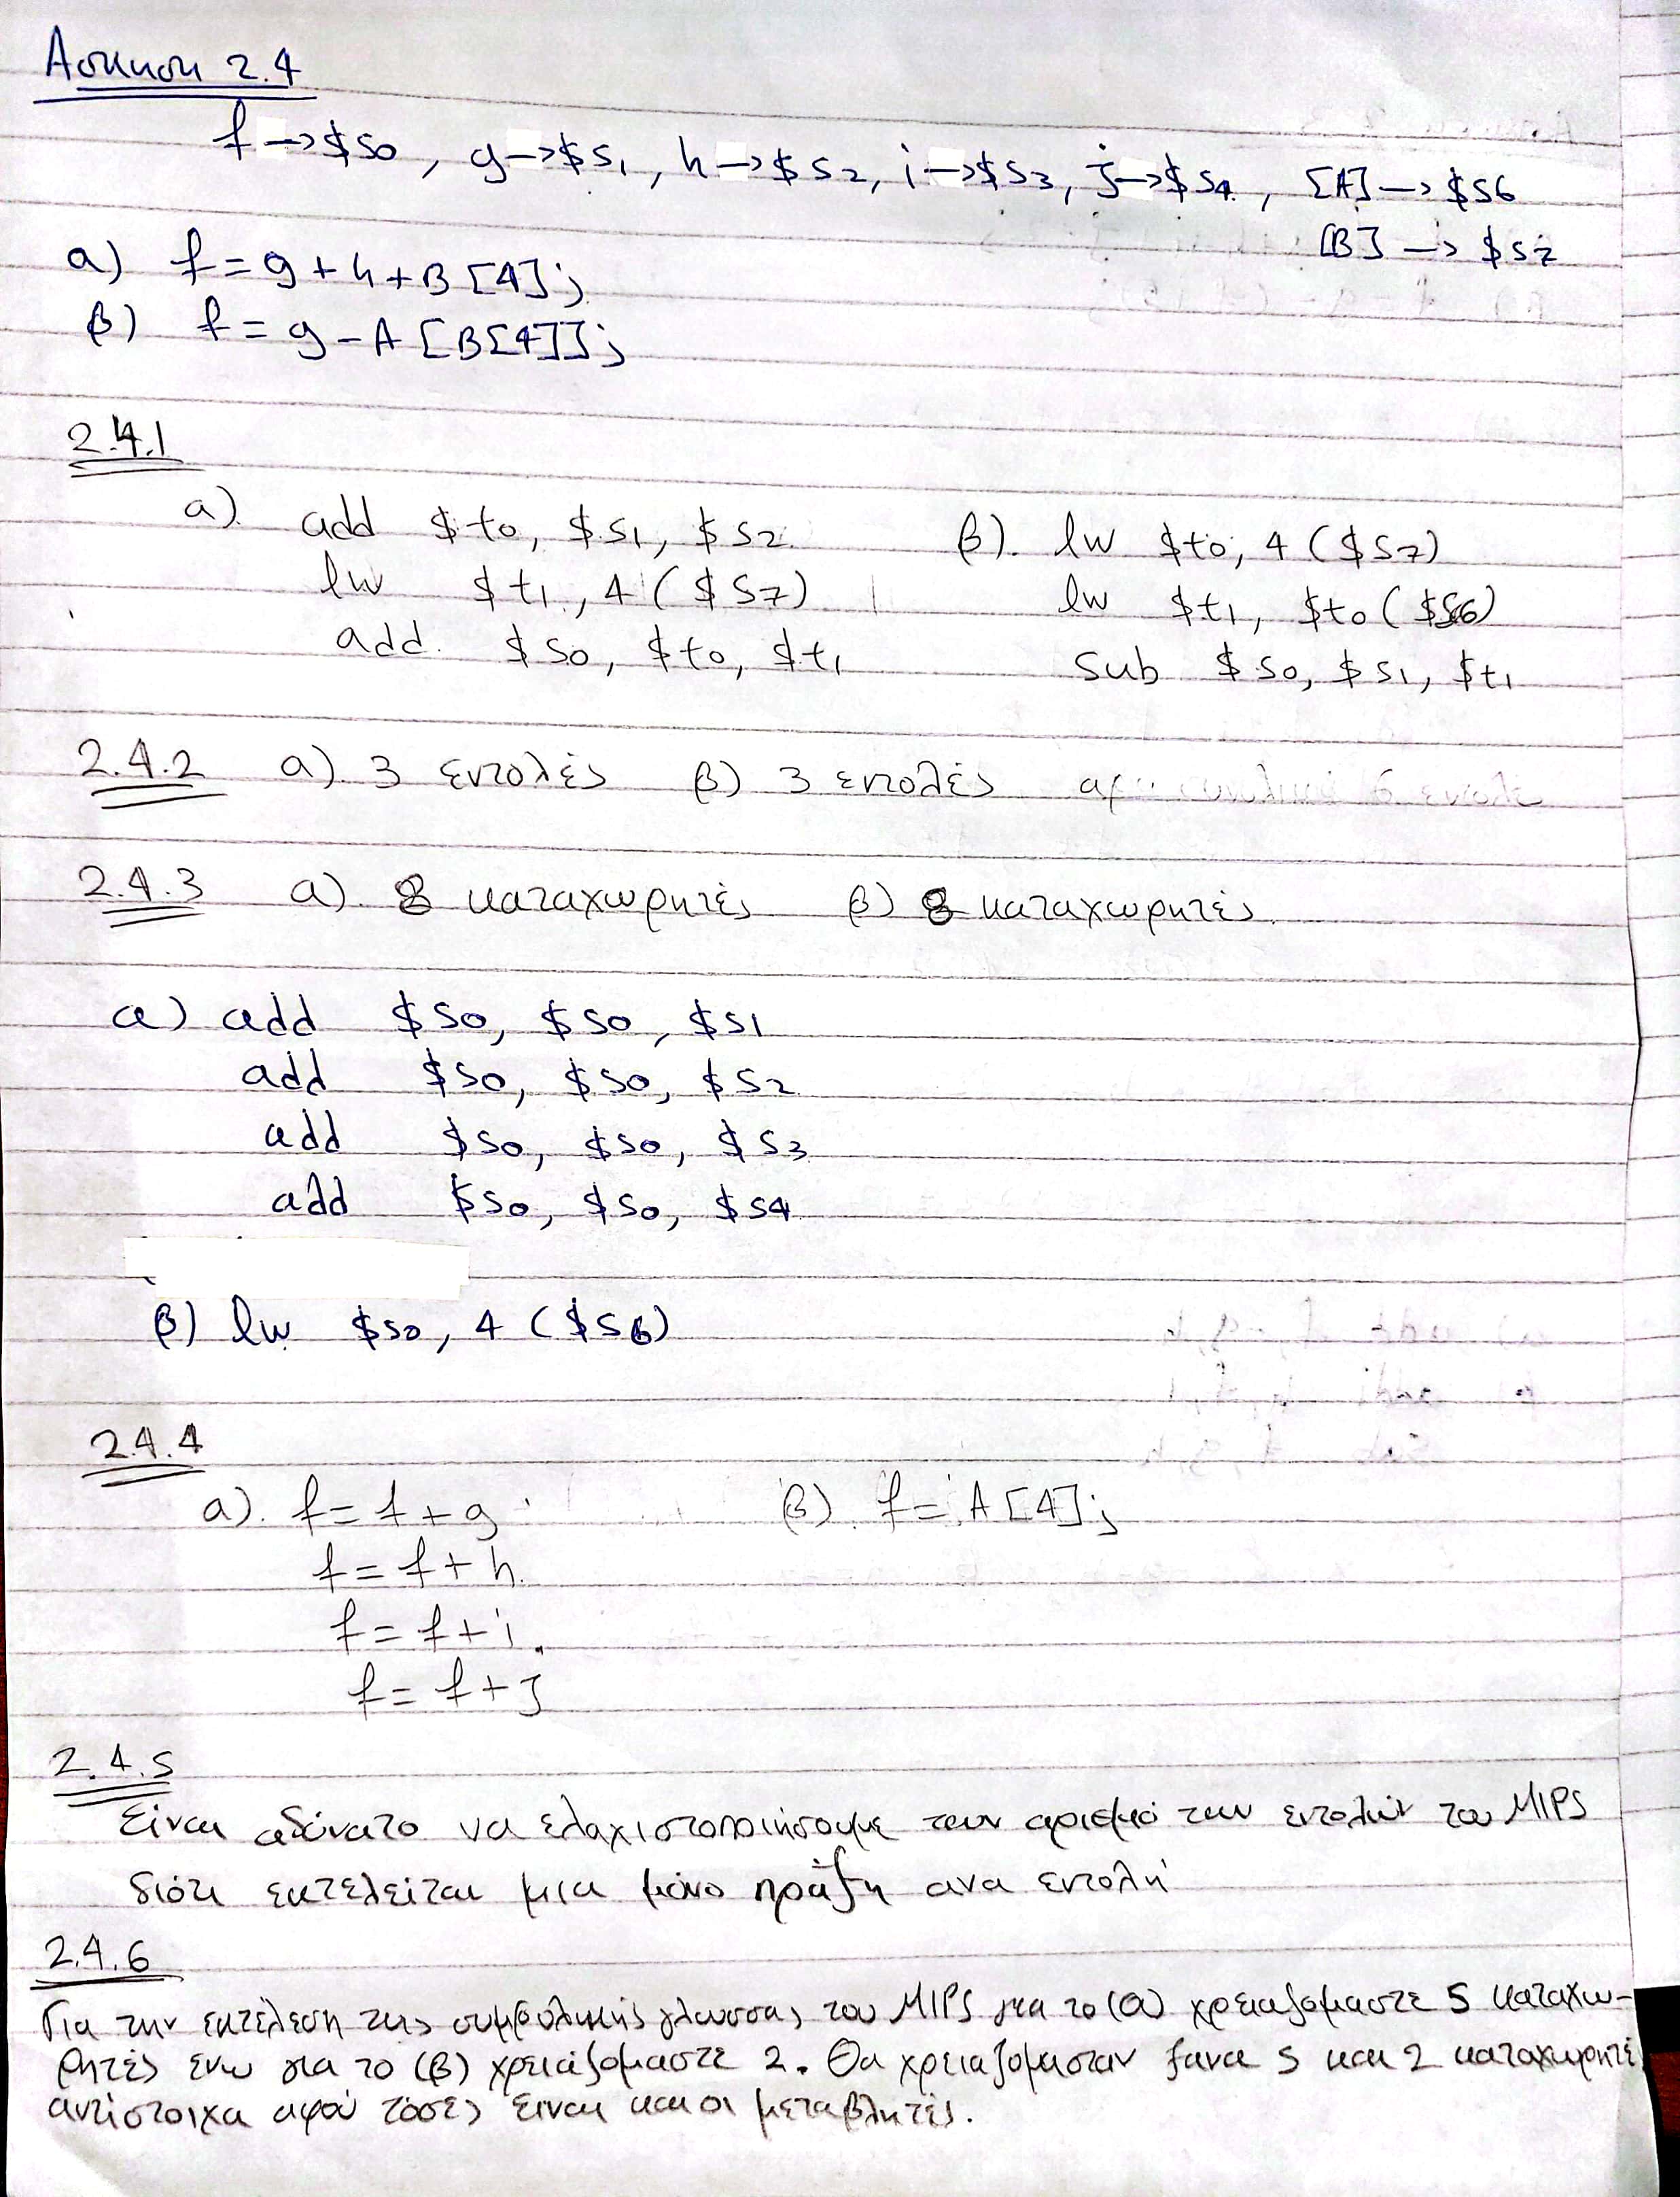 Άσκηση 2.4
f → $s0, g → $s1, h → $s2, i → $s3, j → $s4, [A] → $s6
[B] → $s7
α) f = g + h + B[4];
β) f = g - A[B[4]];
2.4.1
α) add $t0, $s1, $s2
lw $t1, 4($s7)
add $s0, $t0, $t1
β). lw $t0, 4($s7)
lw $t1, $t0($s6)
sub $s0, $s1, $t1
2.4.2 α). 3 εντολές β) 3 εντολές
2.4.3 α). 8 καταχωρητές β) 8 καταχωρητές.
α) add $s0, $s0, $s1
add $s0, $s0, $s2
add $s0, $s0, $s3
add $s0, $s0, $s4
β) lw $s0, 4($s6)
2.4.4
α). f = f + g
f = f + h
f = f + i
f = f + j
β). f = A[4];
2.4.5
Είναι αδύνατο να ελαχιστοποιήσουμε των αριθμό των εντολών του MIPS
διότι εκτελείται μια μόνο πράξη ανα εντολή
2.4.6
Για την εκτέλεση της συμβολικής γλώσσας του MIPS για το (α) χρειαζόμαστε 5 καταχω-
ρητές ενω για το (β) χρειάζομαστε 2. Θα χρειαζόμασταν ξανα 5 και 2 καταχωρητέ
αντίστοιχα αφού τόσες είναι και οι μεταβλητές.